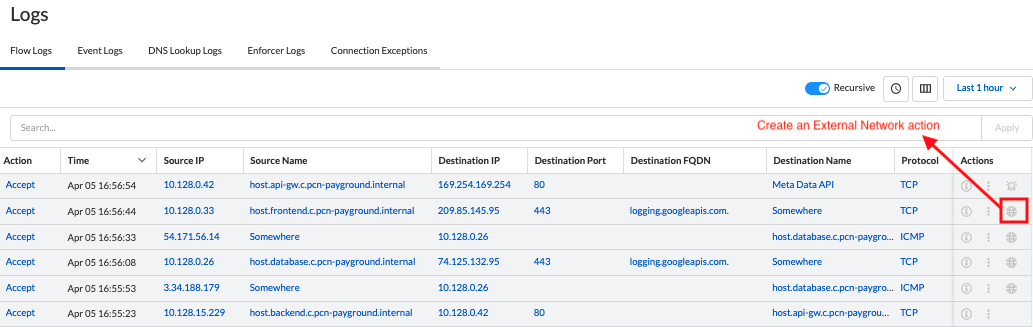 Logs
Flow Logs Event Logs DNS Lookup Logs Enforcer Logs Connection Exceptions
Recursive Last 1 hour
Search... Create an External Network action Apply
Action Time Source IP Source Name Destination IP Destination Port Destination FQDN Destination Name Protocol Actions
Accept Apr 05 16:56:54 10.128.0.42 host.api-gw.c.pcn-payground.internal 169.254.169.254 80 Meta Data API TCP
Accept Apr 05 16:56:44 10.128.0.33 host.frontend.c.pcn-payground.internal 209.85.145.95 443 logging.googleapis.com. Somewhere TCP
Accept Apr 05 16:56:33 54.171.56.14 Somewhere 10.128.0.26 host.database.c.pcn-paygro... ICMP
Accept Apr 05 16:56:08 10.128.0.26 host.database.c.pcn-payground.internal 74.125.132.95 443 logging.googleapis.com. Somewhere TCP
Accept Apr 05 16:55:53 3.34.188.179 Somewhere 10.128.0.26 host.database.c.pcn-paygro... ICMP
Accept Apr 05 16:55:23 10.128.15.229 host.backend.c.pcn-payground.internal 10.128.0.42 80 host.api-gw.c.pcn-paygroun... TCP